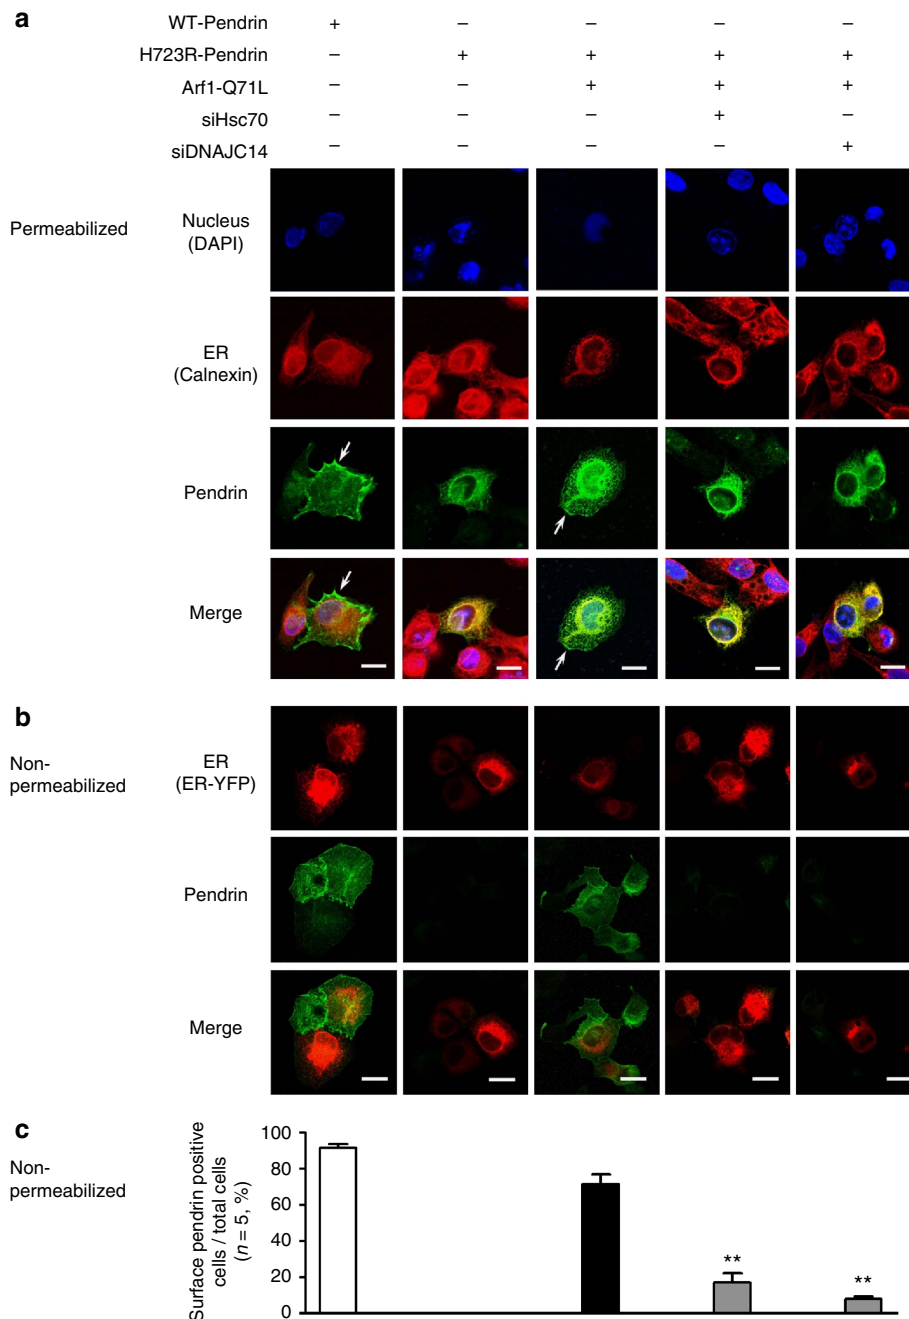 a
WT-Pendrin + – – – –
H723R-Pendrin – + + + +
Arf1-Q71L – – + + +
siHsc70 – – – + –
siDNAJC14 – – – – +
Permeabilized
Nucleus
(DAPI)
ER
(Calnexin)
Pendrin
Merge
b
Non-
permeabilized
ER
(ER-YFP)
Pendrin
Merge
c
Non-
permeabilized
Surface pendrin positive
cells / total cells
(n = 5, %)
100
80
60
40
20
0
**
**